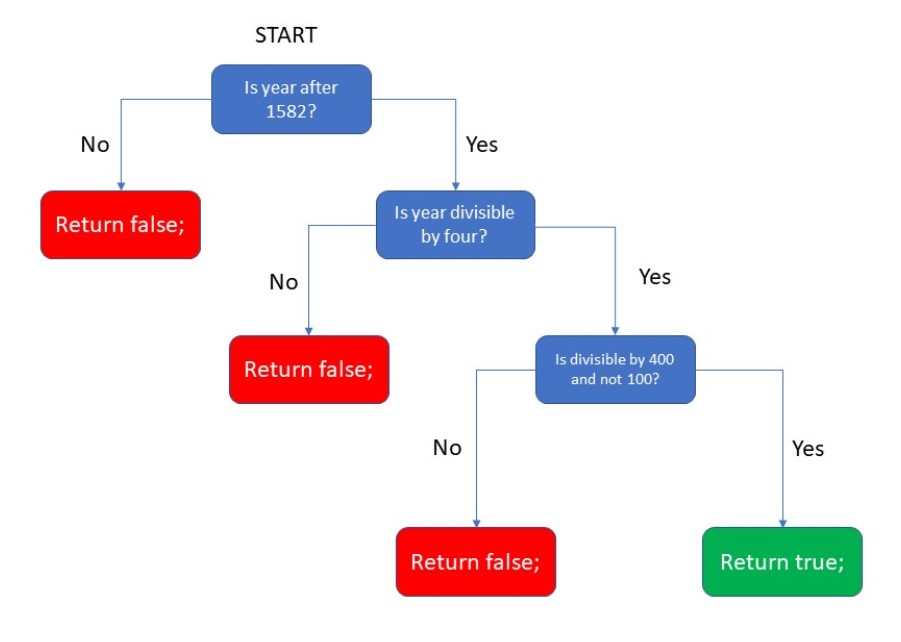 START
Is year after
1582?
No
Yes
Return false;
Is year divisible
by four?
No
Yes
Return false;
Is divisible by 400
and not 100?
No
Yes
Return false;
Return true;